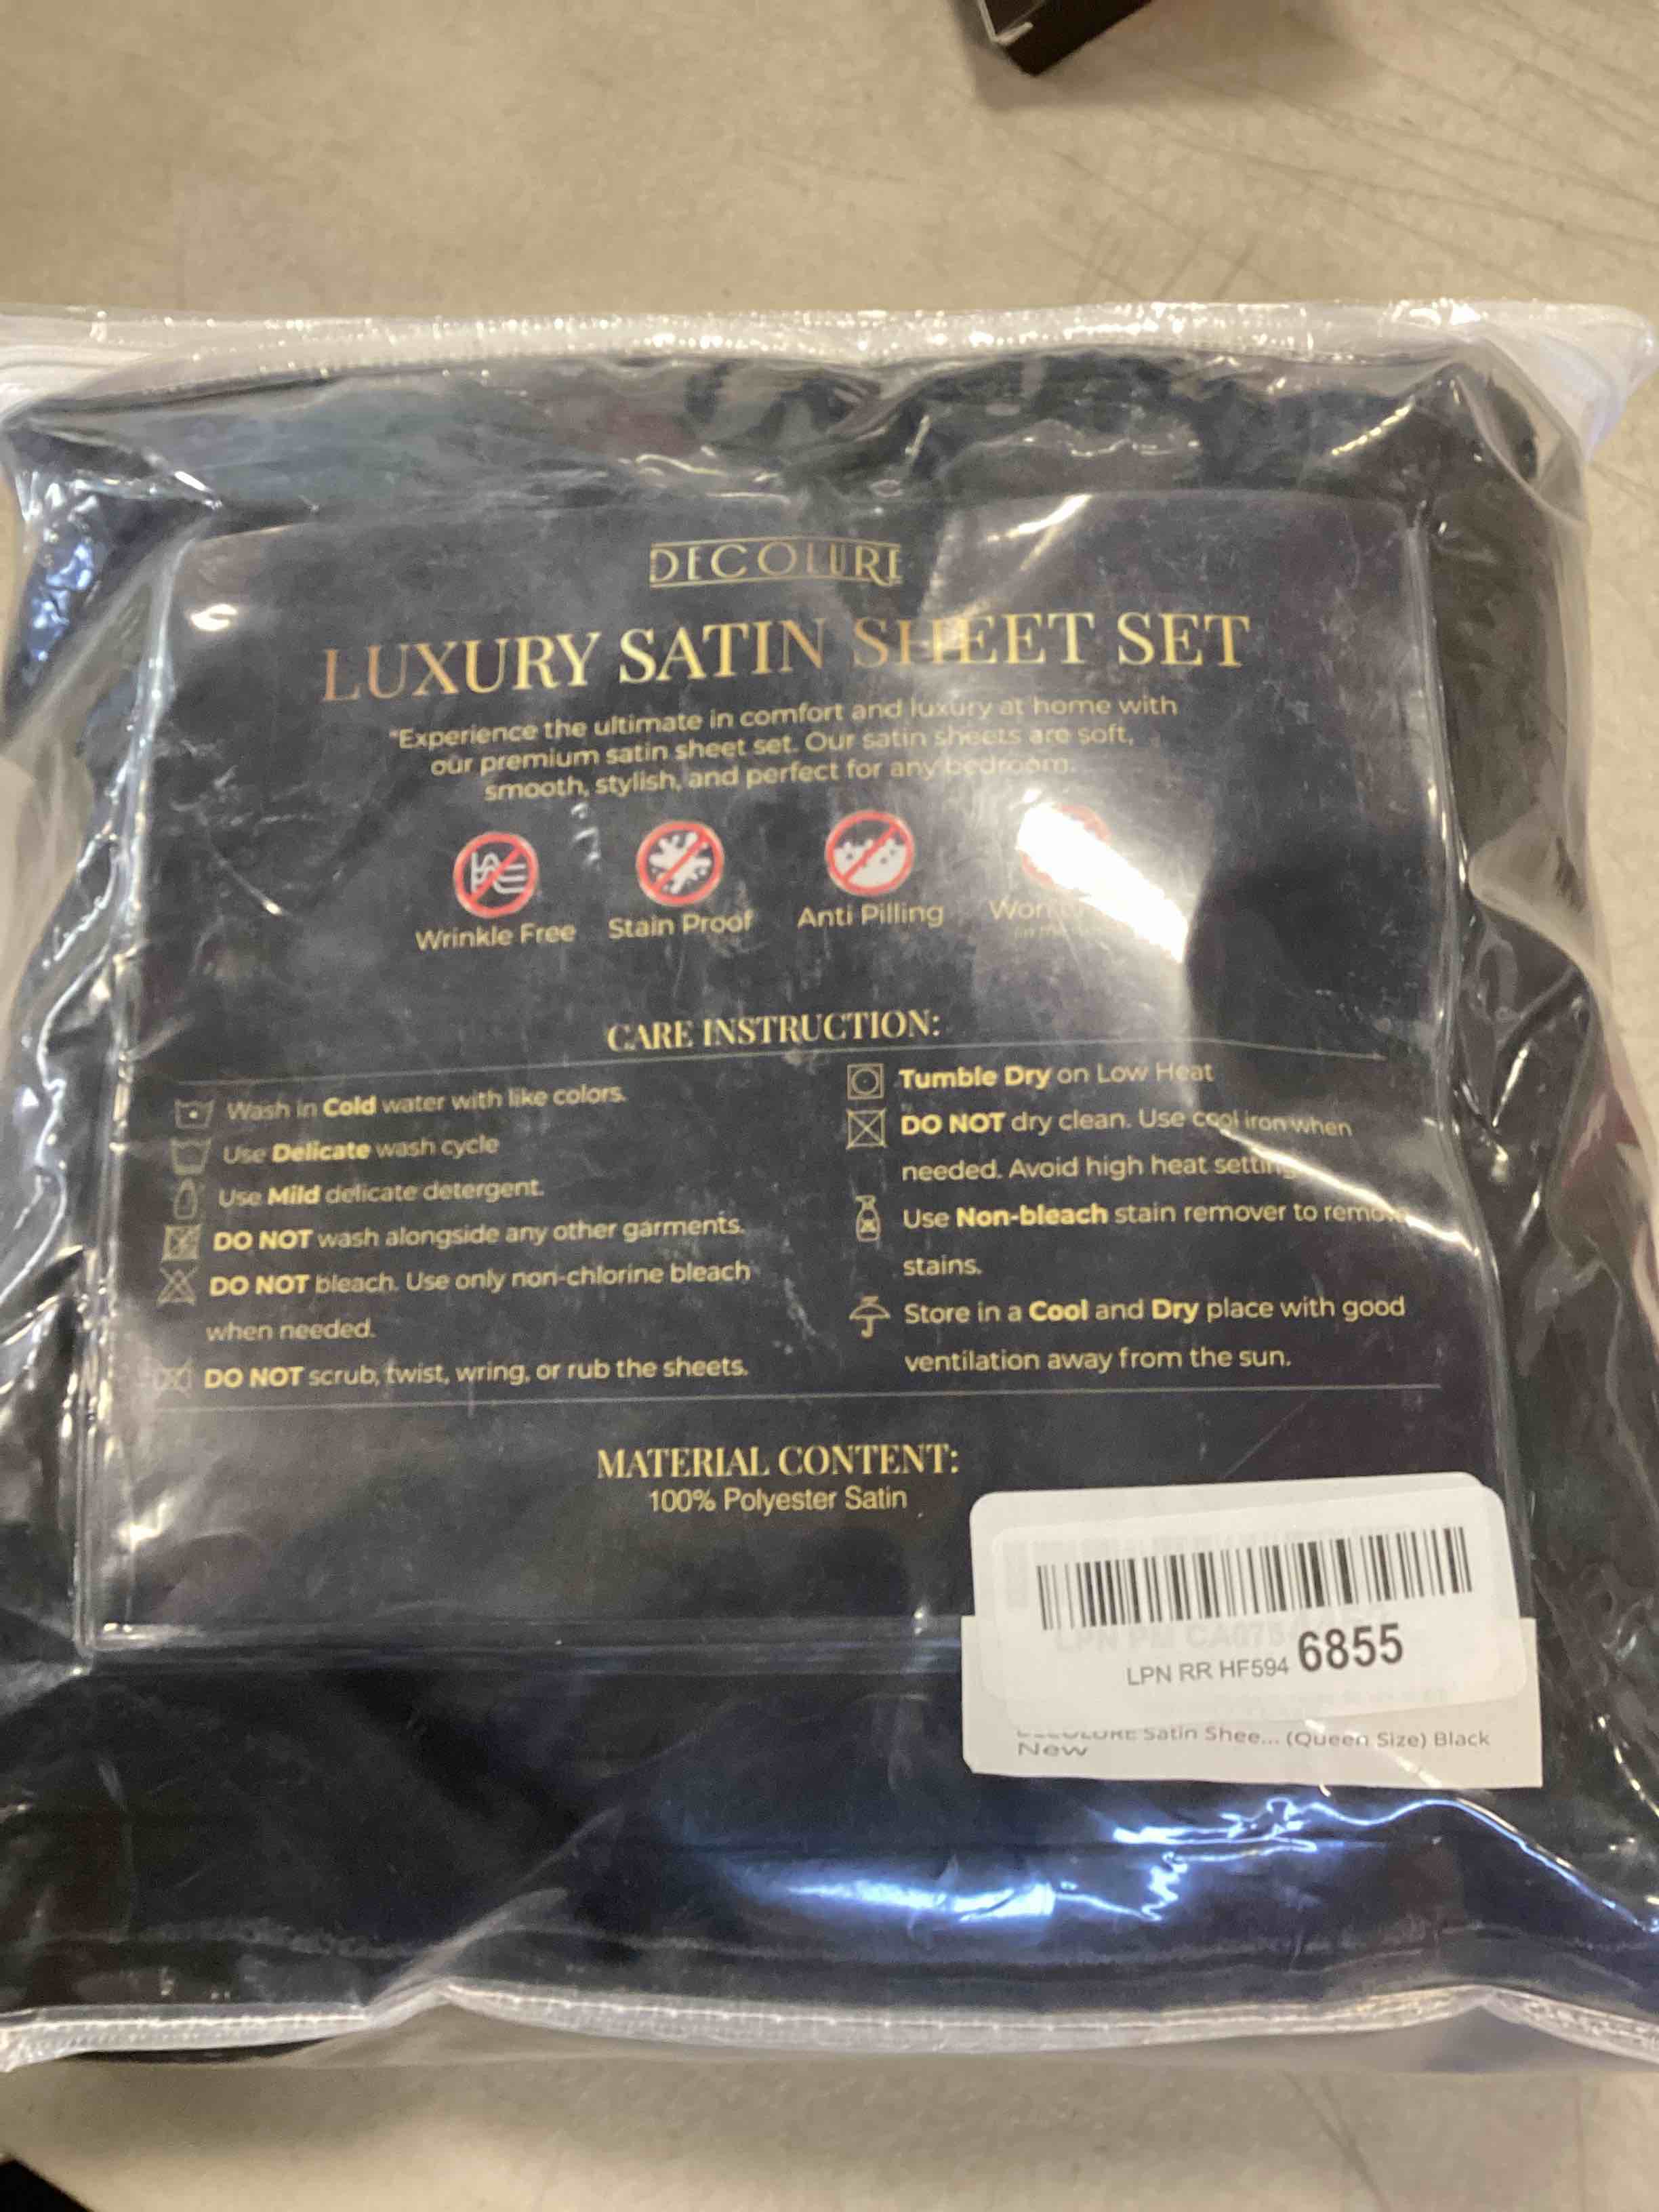 DECOLURE
LUXURY SATIN SHEET SET
"Experience the ultimate in comfort and luxury at home with
our premium satin sheet set. Our satin sheets are soft,
smooth, stylish, and perfect for any bedroom.
Wrinkle Free
Stain Proof
Anti Pilling
CARE INSTRUCTION:
Wash in Cold water with like colors.
Use Delicate wash cycle
Use Mild delicate detergent.
DO NOT wash alongside any other garments.
DO NOT bleach. Use only non-chlorine bleach
when needed.
DO NOT scrub, twist, wring, or rub the sheets.
Tumble Dry on Low Heat
DO NOT dry clean. Use cool iron when
needed. Avoid high heat
Use Non-bleach stain remover to
stains.
Store in a Cool and Dry place with good
ventilation away from the sun.
MATERIAL CONTENT:
100% Polyester Satin
LPN RR HF594 6855
DECOLURE Satin Shee... (Queen Size) Black
New